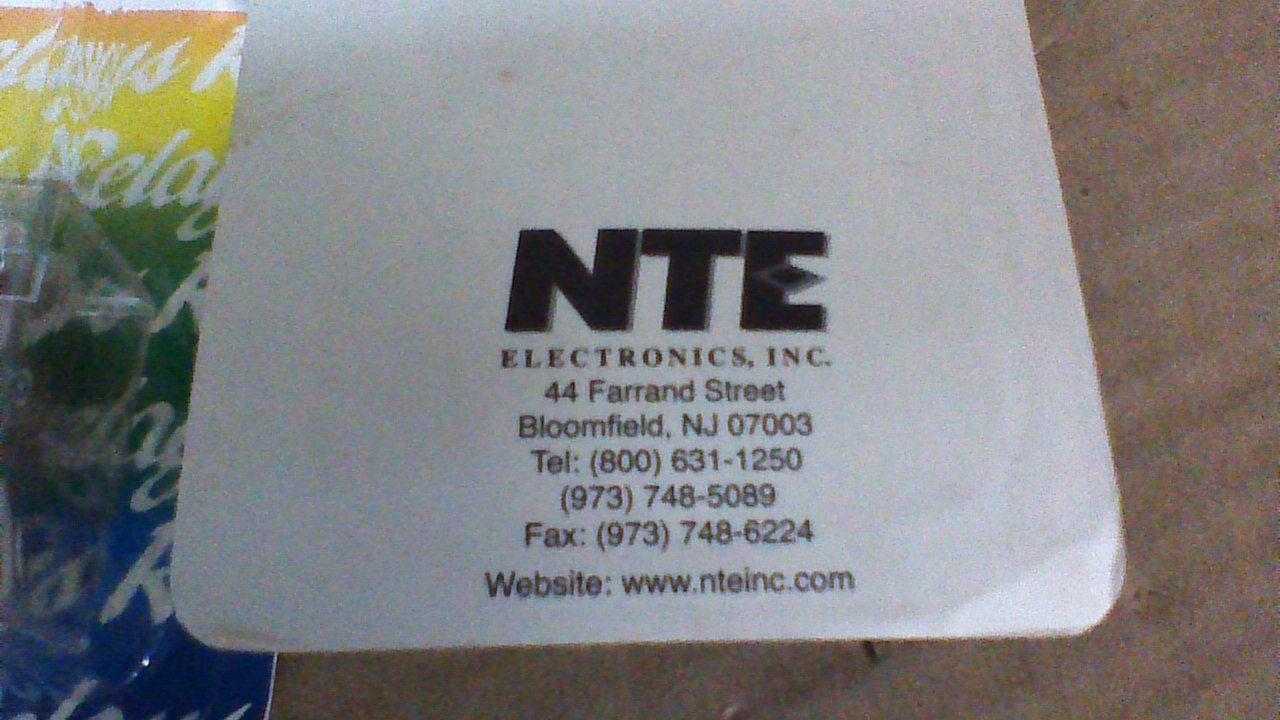 NTE
ELECTRONICS, INC.
44 Farrand Street
Bloomfield, NJ 07003
Tel: (800) 631-1250
(973) 748-5089
Fax: (973) 748-6224
Website: www.nteinc.com
Relays